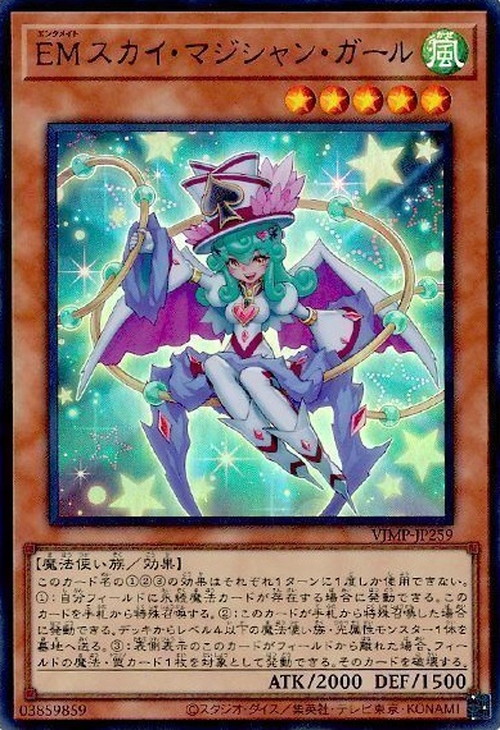 エンタメイト
EMスカイ・マジシャン・ガール
かぜ
風
VJMP-JP259
【魔法使い族/効果】
このカード名の①②③の効果はそれぞれ1ターンに1度しか使用できない。
①:自分フィールドに永続魔法カードが存在する場合に発動できる。このカ
ードを手札から特殊召喚する。②:このカードが手札から特殊召喚した場合
に発動できる。デッキからレベル4以下の魔法使い族・光属性モンスター1体を
墓地へ送る。③:表側表示のこのカードがフィールドから離れた場合、フィー
ルドの魔法・罠カード1枚を対象として発動できる。そのカードを破壊する。
ATK/2000 DEF/1500
03859859
©スタジオ・ダイス/集英社・テレビ東京・KONAMI